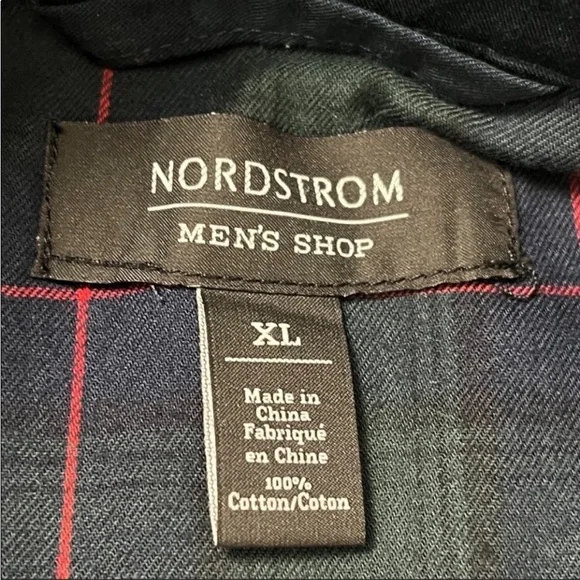 NORDSTROM
MEN'S SHOP
XL
Made in
China
Fabriqué
en Chine
100%
Cotton/Coton